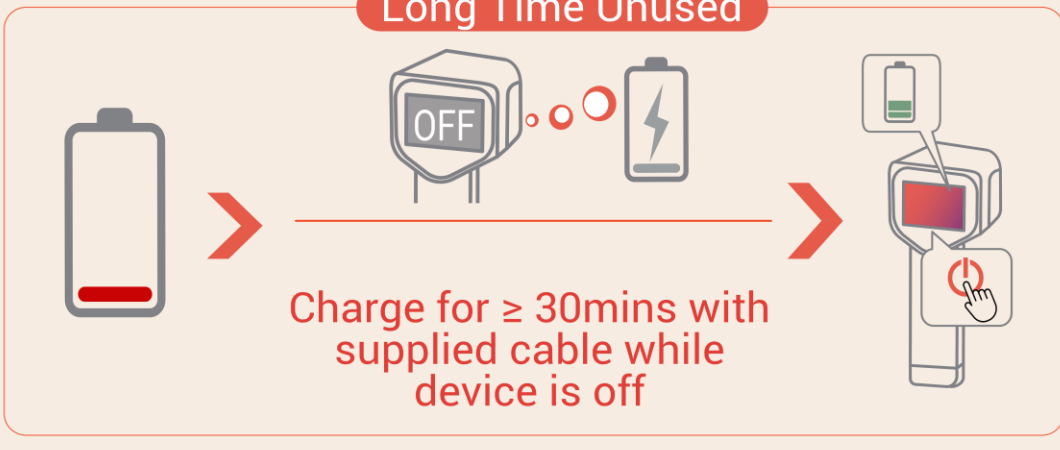 Long Time Unused
OFF
Charge for ≥ 30mins with
supplied cable while
device is off